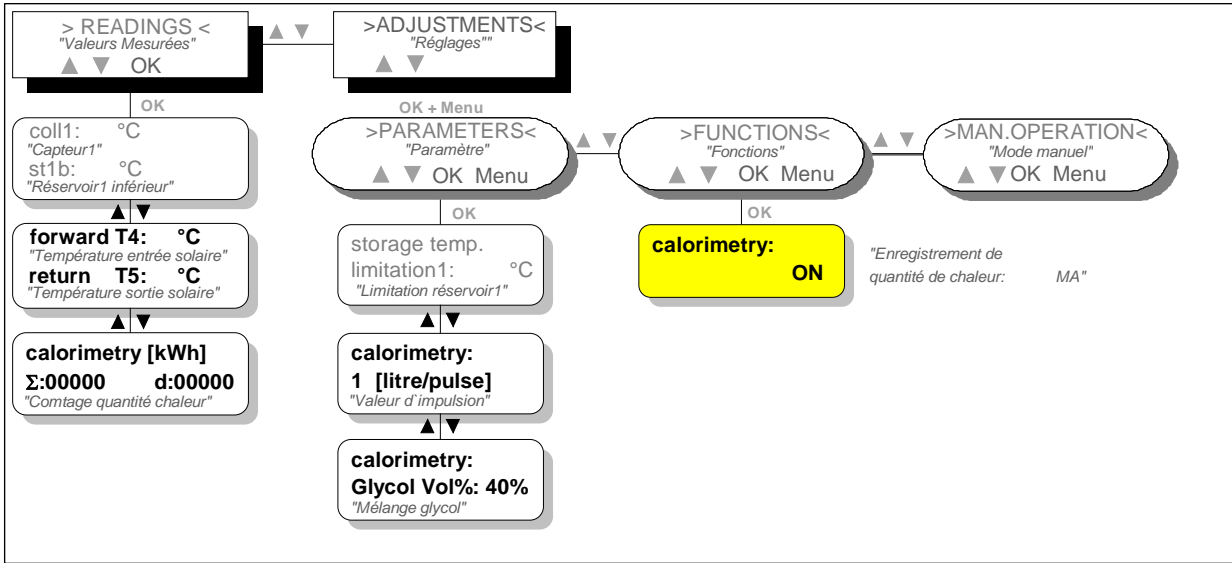 > READINGS <
"Valeurs Mesurées"
▲ ▼ OK
▲ ▼
>ADJUSTMENTS<
"Réglages""
▲ ▼
OK
coll1: °C
"Capteur1"
st1b: °C
"Réservoir1 inférieur"
▲ ▼
forward T4: °C
"Température entrée solaire"
return T5: °C
"Température sortie solaire"
▲ ▼
calorimetry [kWh]
Σ:00000 d:00000
"Comtage quantité chaleur"
OK + Menu
>PARAMETERS<
"Paramètre"
▲ ▼ OK Menu
▲ ▼
>FUNCTIONS<
"Fonctions"
▲ ▼ OK Menu
▲ ▼
>MAN.OPERATION<
"Mode manuel"
▲ ▼ OK Menu
OK
storage temp.
limitation1: °C
"Limitation réservoir1"
▲ ▼
calorimetry:
1 [litre/pulse]
"Valeur d`impulsion"
▲ ▼
calorimetry:
Glycol Vol%: 40%
"Mélange glycol"
OK
calorimetry:
ON
"Enregistrement de
quantité de chaleur: MA"